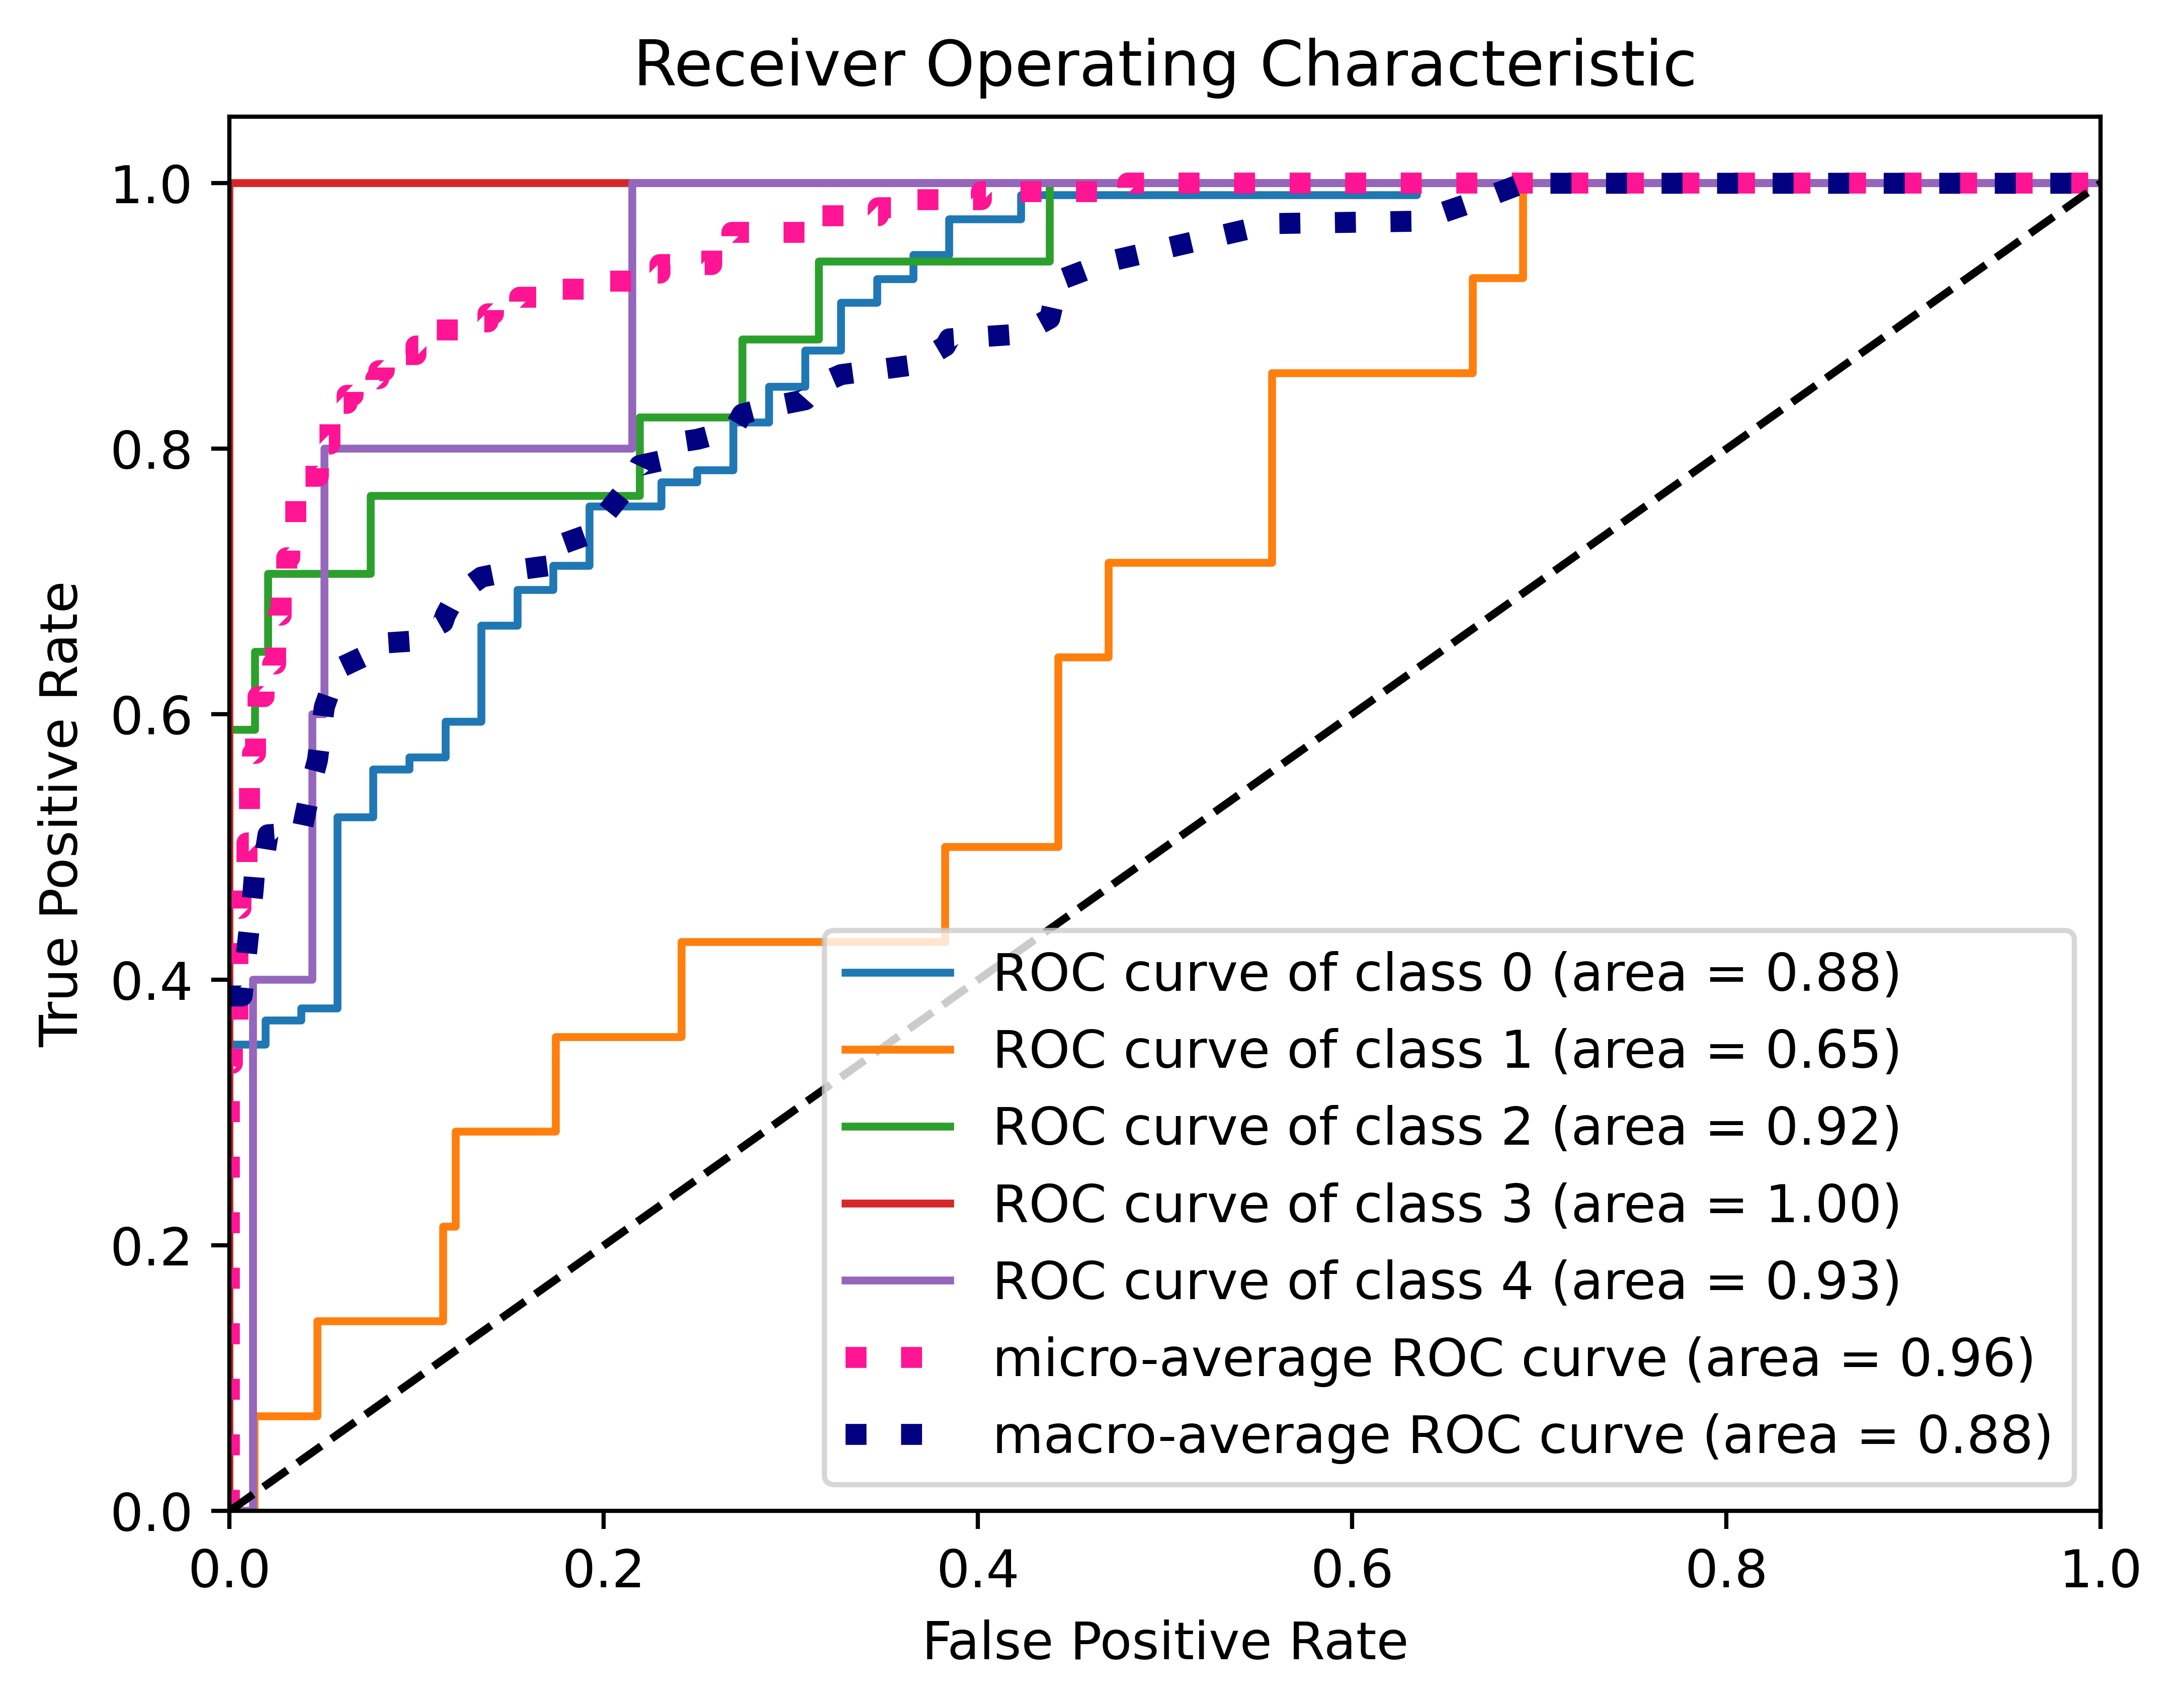 Receiver Operating Characteristic
True Positive Rate
1.0
0.8
0.6
0.4
0.2
0.0
ROC curve of class 0 (area = 0.88)
ROC curve of class 1 (area = 0.65)
ROC curve of class 2 (area = 0.92)
ROC curve of class 3 (area = 1.00)
ROC curve of class 4 (area = 0.93)
micro-average ROC curve (area = 0.96)
macro-average ROC curve (area = 0.88)
0.0 0.2 0.4 0.6 0.8 1.0
False Positive Rate